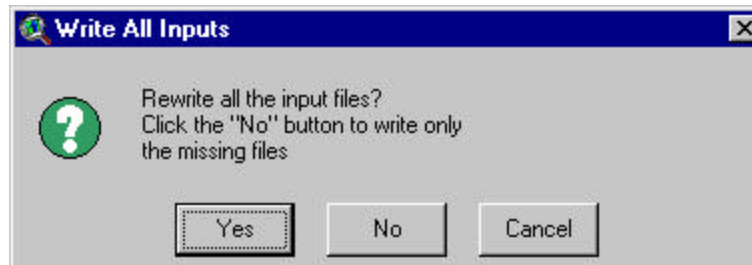 Write All Inputs
Rewrite all the input files?
Click the "No" button to write only
the missing files
Yes
No
Cancel